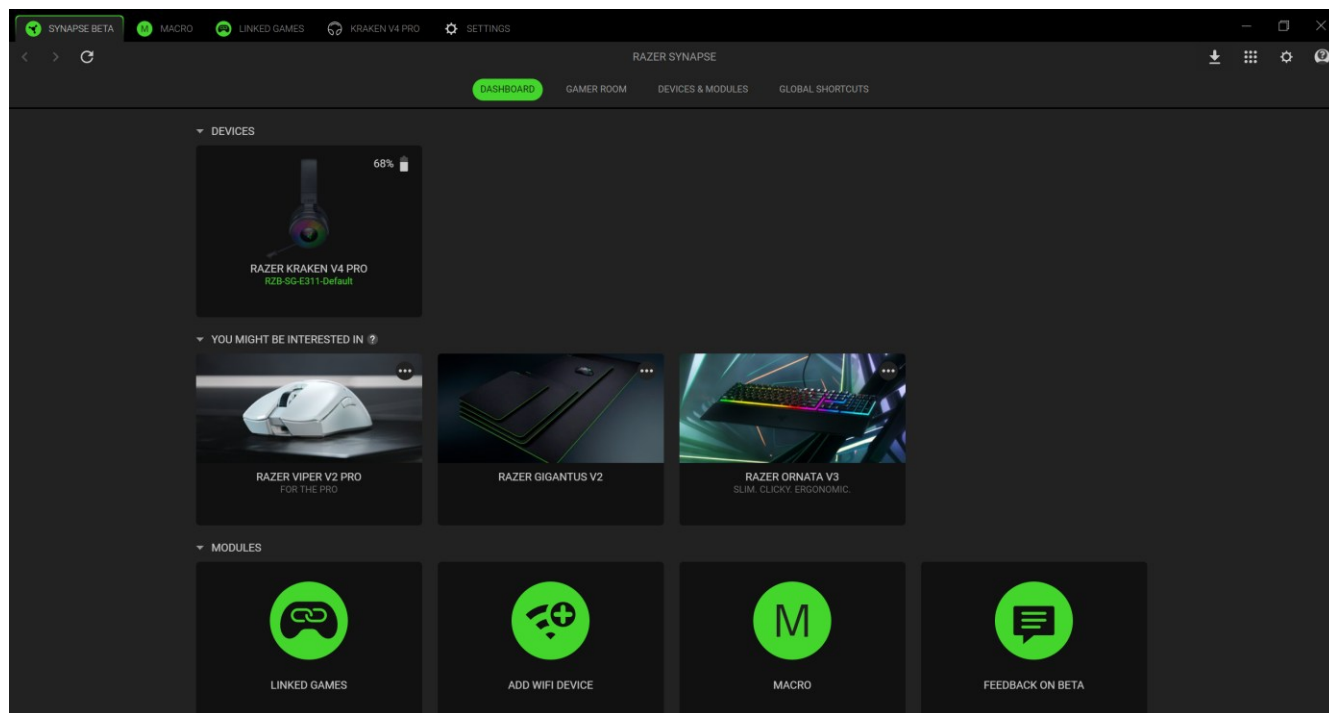 SYNAPSE BETA
M MACRO
LINKED GAMES
KRAKEN V4 PRO
SETTINGS
RAZER SYNAPSE
DASHBOARD
GAMER ROOM
DEVICES & MODULES
GLOBAL SHORTCUTS
DEVICES
68%
RAZER KRAKEN V4 PRO
RZB-SG-E311-Default
YOU MIGHT BE INTERESTED IN ?
RAZER VIPER V2 PRO
FOR THE PRO
RAZER GIGANTUS V2
RAZER ORNATA V3
SLIM. CLICKY. ERGONOMIC.
MODULES
LINKED GAMES
ADD WIFI DEVICE
M
MACRO
FEEDBACK ON BETA